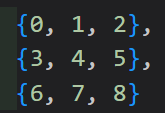 {0, 1, 2},
{3, 4, 5},
{6, 7, 8}